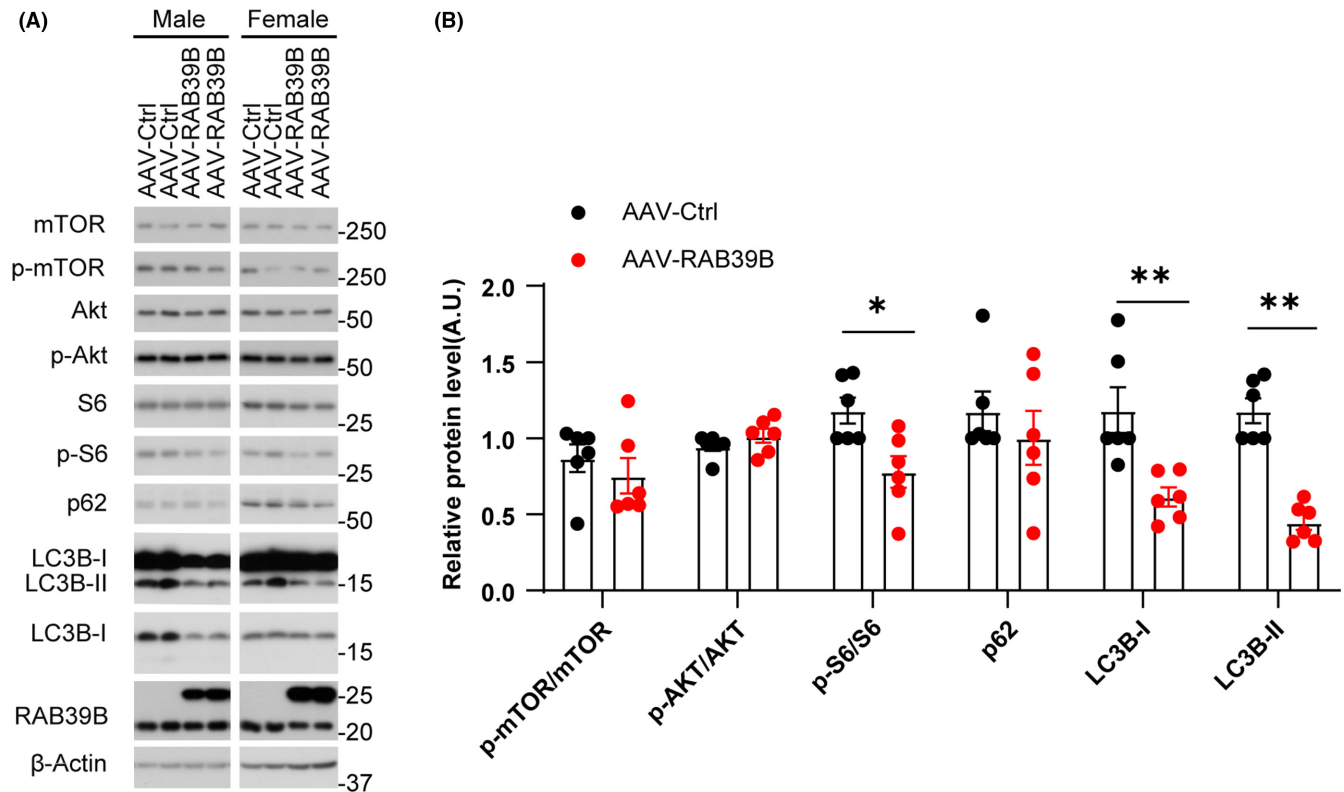 (A)
Male Female
AAV-Ctrl
AAV-Ctrl
AAV-RAB39B
AAV-RAB39B
AAV-Ctrl
AAV-Ctrl
AAV-RAB39B
AAV-RAB39B
mTOR -250
p-mTOR -250
Akt -50
p-Akt -50
S6 -25
p-S6 -25
p62 -50
LC3B-I
LC3B-II -15
LC3B-I -15
-25
RAB39B -20
β-Actin -37
(B)
AAV-Ctrl
AAV-RAB39B
Relative protein level(A.U.)
2.0
1.5
1.0
0.5
0.0
*
**
**
p-mTOR/mTOR
p-AKT/AKT
p-S6/S6
p62
LC3B-I
LC3B-II